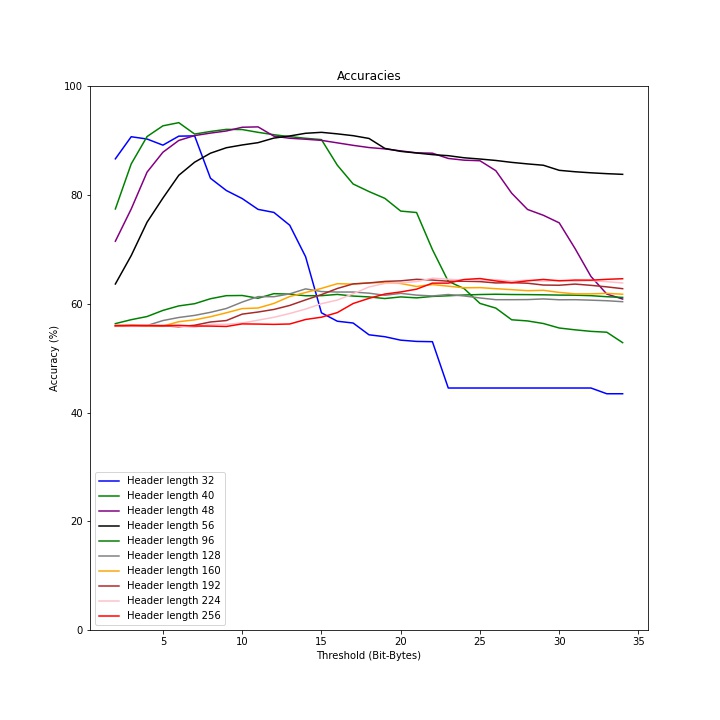 Accuracies
100
80
60
40
20
0
Accuracy (%)
Header length 32
Header length 40
Header length 48
Header length 56
Header length 96
Header length 128
Header length 160
Header length 192
Header length 224
Header length 256
5 10 15 20 25 30 35
Threshold (Bit-Bytes)